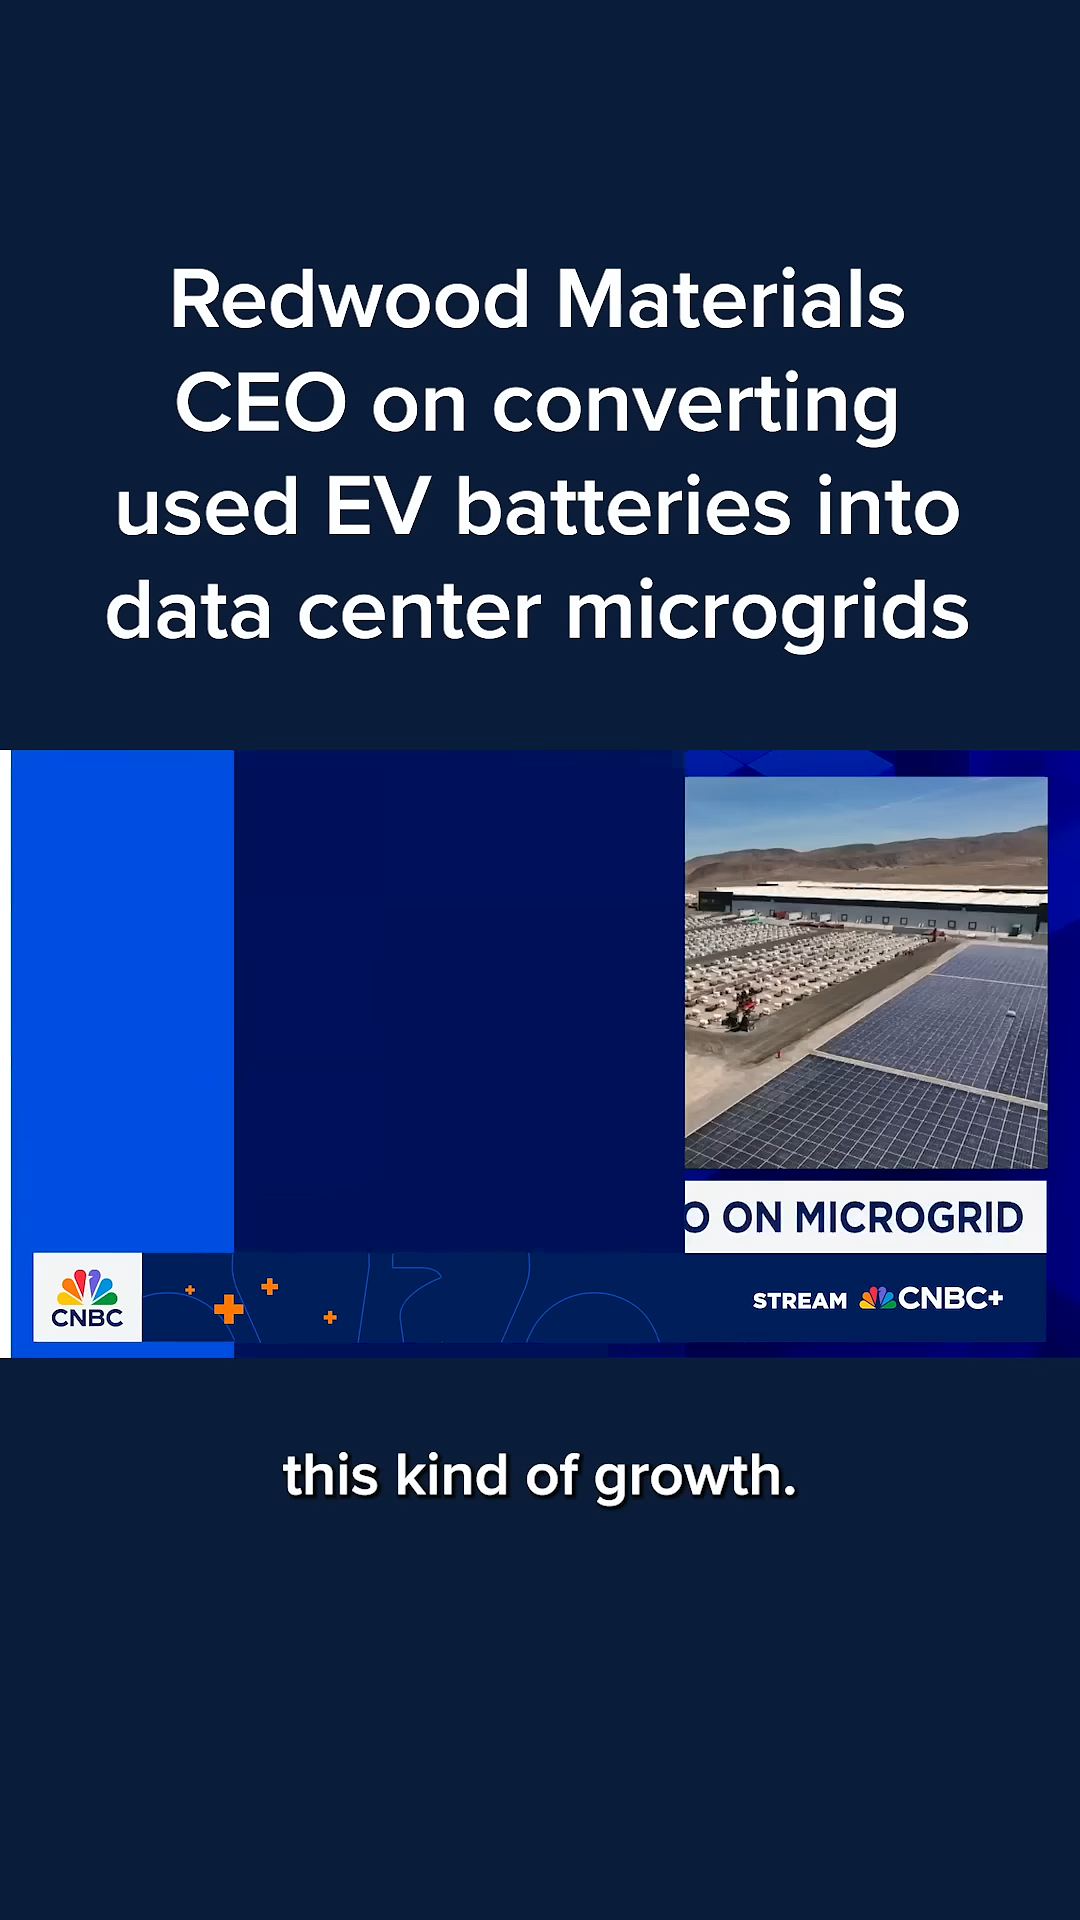 Redwood Materials
CEO on converting
used EV batteries into
data center microgrids
O ON MICROGRID
CNBC
STREAM CNBC+
this kind of growth.